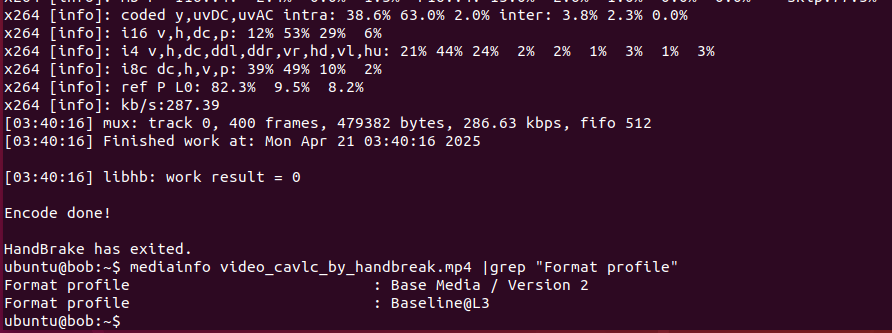 x264 [info]: coded y,uvDC,uvAC intra: 38.6% 63.0% 2.0% inter: 3.8% 2.3% 0.0%
x264 [info]: i16 v,h,dc,p: 12% 53% 29%  6%
x264 [info]: i4 v,h,dc,ddl,ddr,vr,hd,vl,hu: 21% 44% 24%  2%  2%  1%  3%  1%  3%
x264 [info]: i8c dc,h,v,p: 39% 49% 10%  2%
x264 [info]: ref P L0: 82.3%  9.5%  8.2%
x264 [info]: kb/s:287.39
[03:40:16] mux: track 0, 400 frames, 479382 bytes, 286.63 kbps, fifo 512
[03:40:16] Finished work at: Mon Apr 21 03:40:16 2025
[03:40:16] libhb: work result = 0
Encode done!
HandBrake has exited.
ubuntu@bob:~$ mediainfo video_cavlc_by_handbreak.mp4 |grep "Format profile"
Format profile                           : Base Media / Version 2
Format profile                           : Baseline@L3
ubuntu@bob:~$